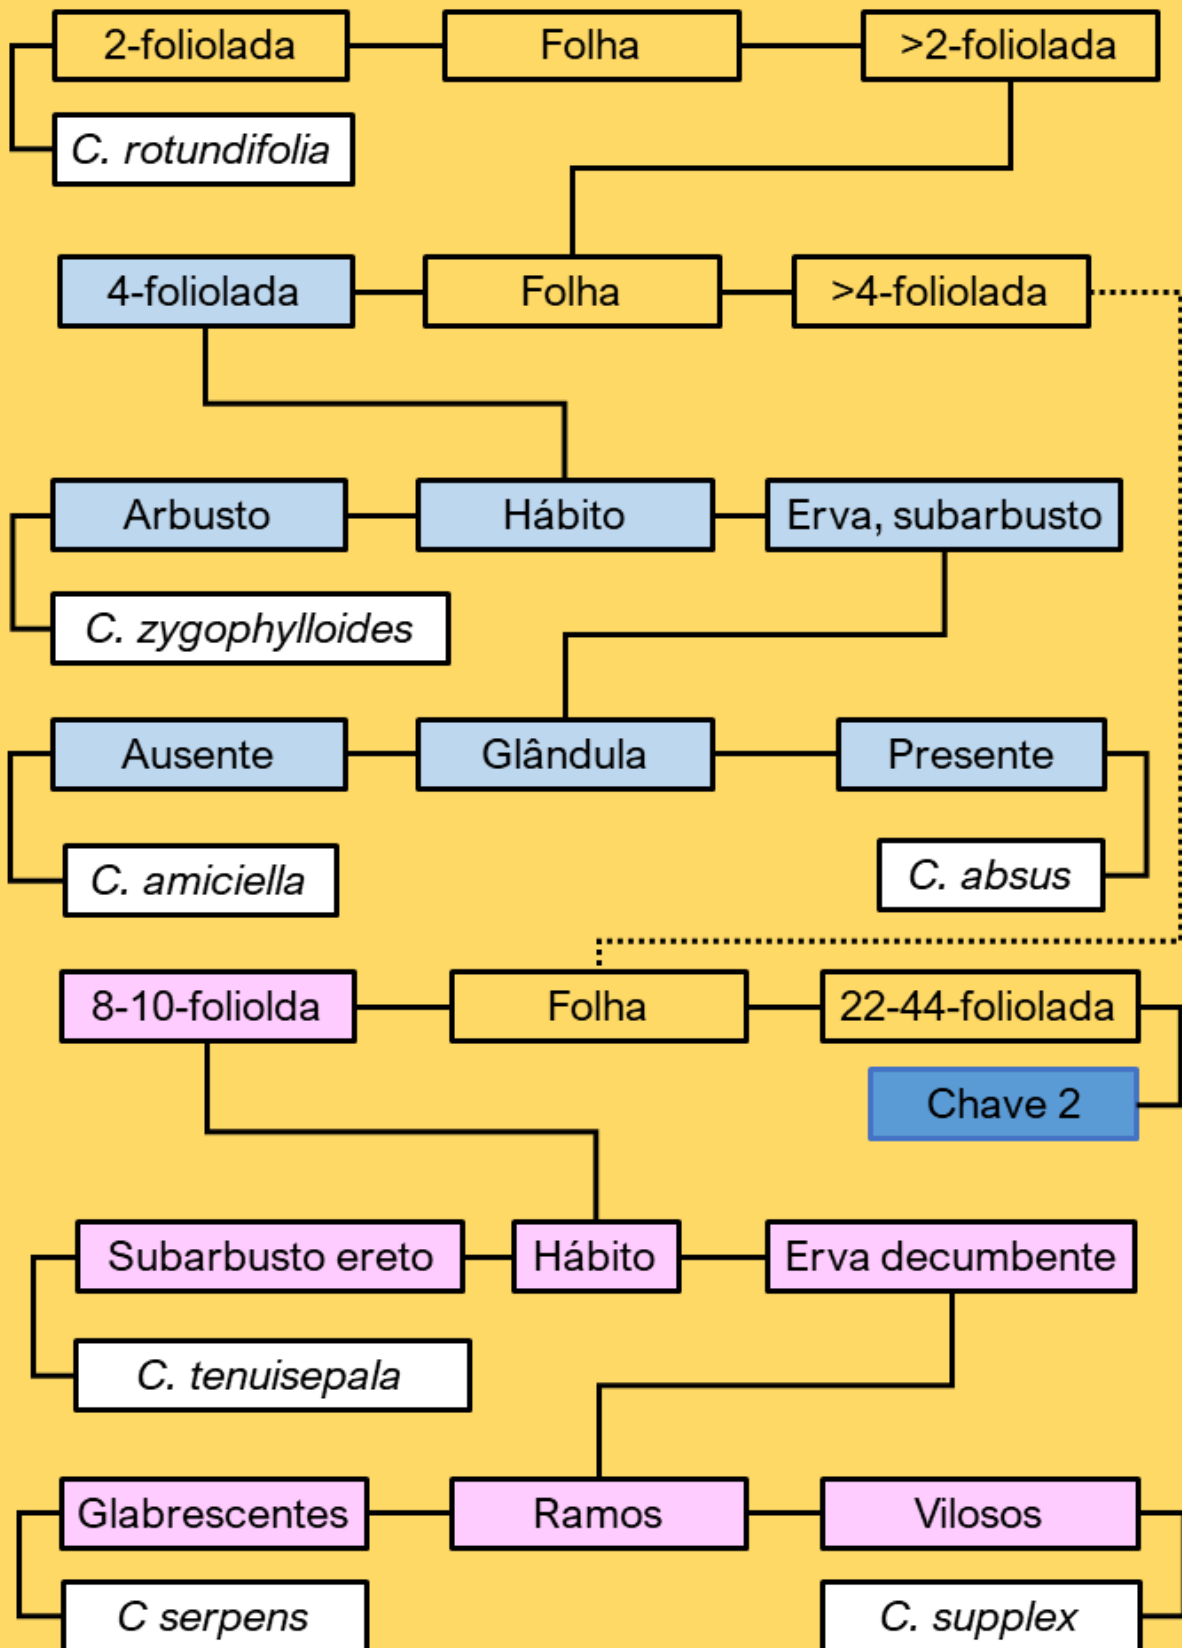 2-foliolada
Folha
>2-foliolada
C. rotundifolia
4-foliolada
Folha
>4-foliolada
Arbusto
Hábito
Erva, subarbusto
C. zygophylloides
Ausente
Glândula
Presente
C. amiciella
C. absus
8-10-foliolda
Folha
22-44-foliolada
Chave 2
Subarbusto ereto
Hábito
Erva decumbente
C. tenuisepala
Glabrescentes
Ramos
Vilosos
C serpens
C. supplex